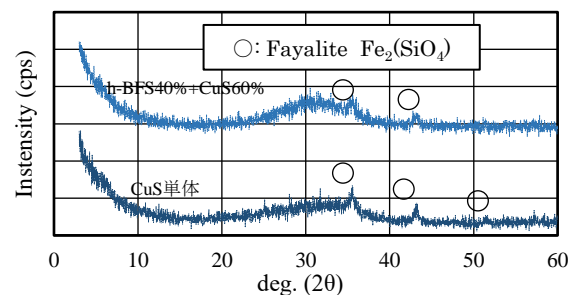 ○: Fayalite Fe₂(SiO₄)
h-BFS40%+CuS60%
CuS単体
Instensity (cps)
0 10 20 30 40 50 60
deg. (2θ)